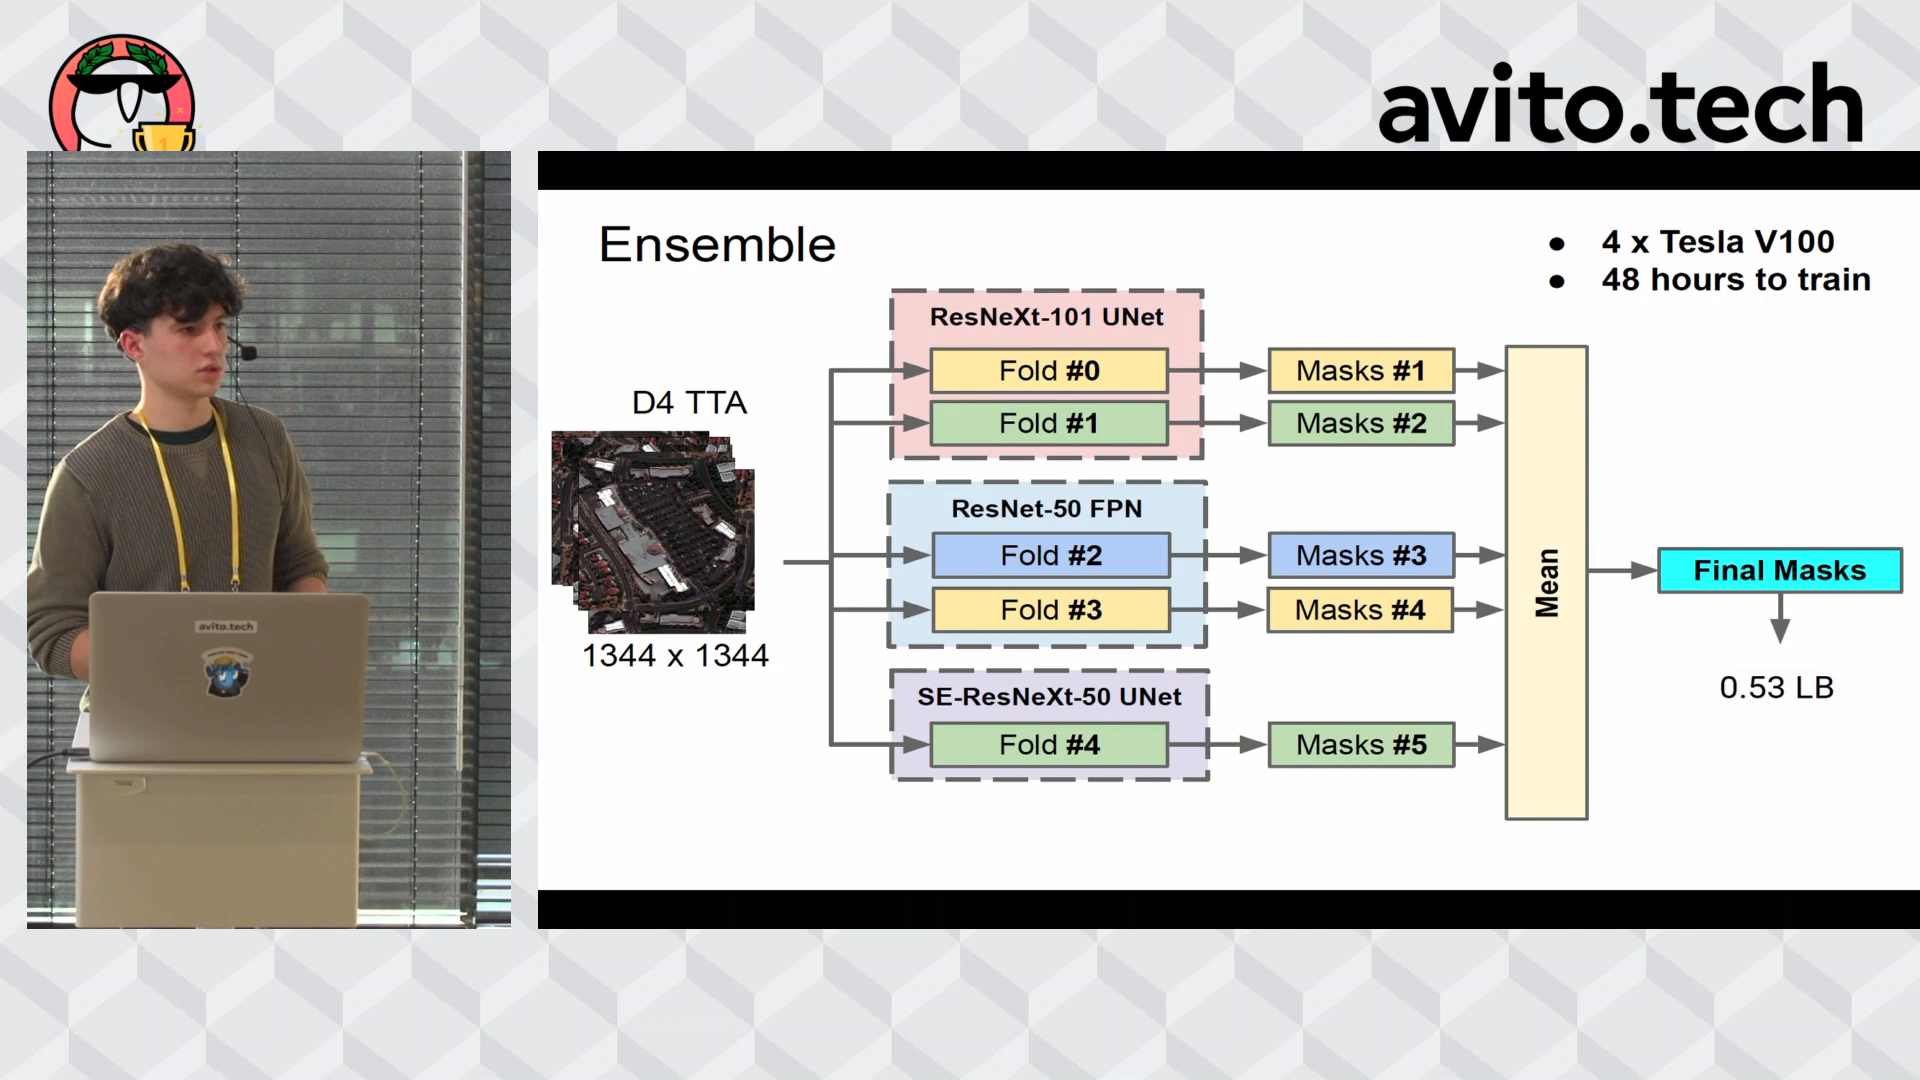 avito.tech
Ensemble
4 x Tesla V100
48 hours to train
D4 TTA
1344 x 1344
ResNeXt-101 UNet
Fold #0
Masks #1
Fold #1
Masks #2
ResNet-50 FPN
Fold #2
Masks #3
Fold #3
Masks #4
SE-ResNeXt-50 UNet
Fold #4
Masks #5
Mean
Final Masks
0.53 LB
avito.tech
1